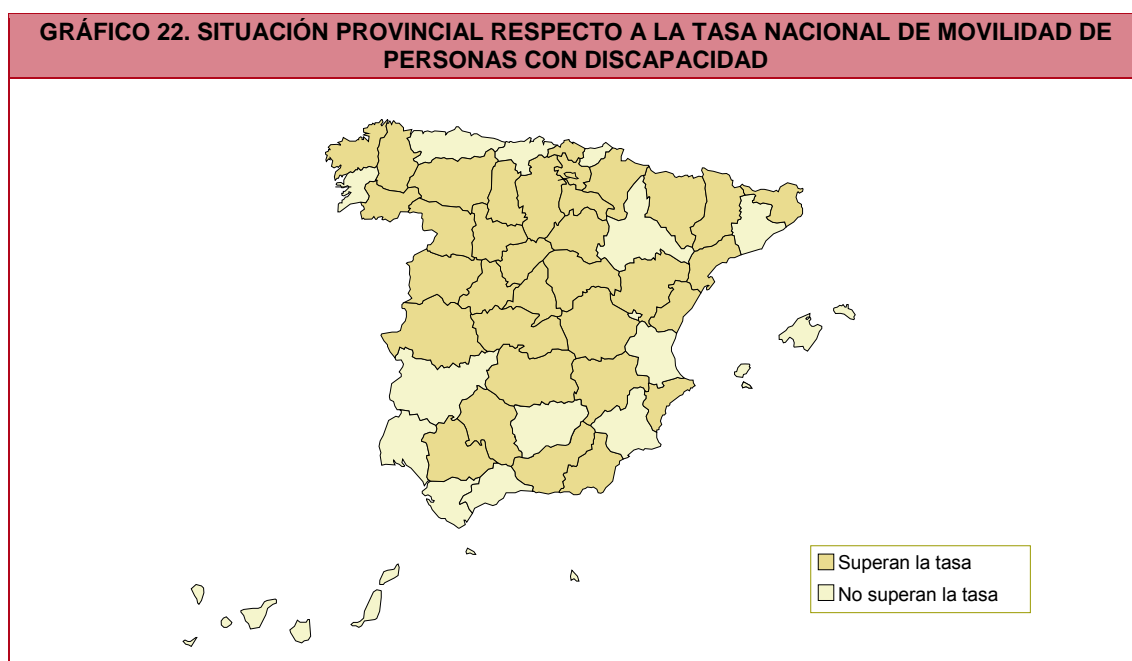 GRÁFICO 22. SITUACIÓN PROVINCIAL RESPECTO A LA TASA NACIONAL DE MOVILIDAD DE
PERSONAS CON DISCAPACIDAD
Superan la tasa
No superan la tasa